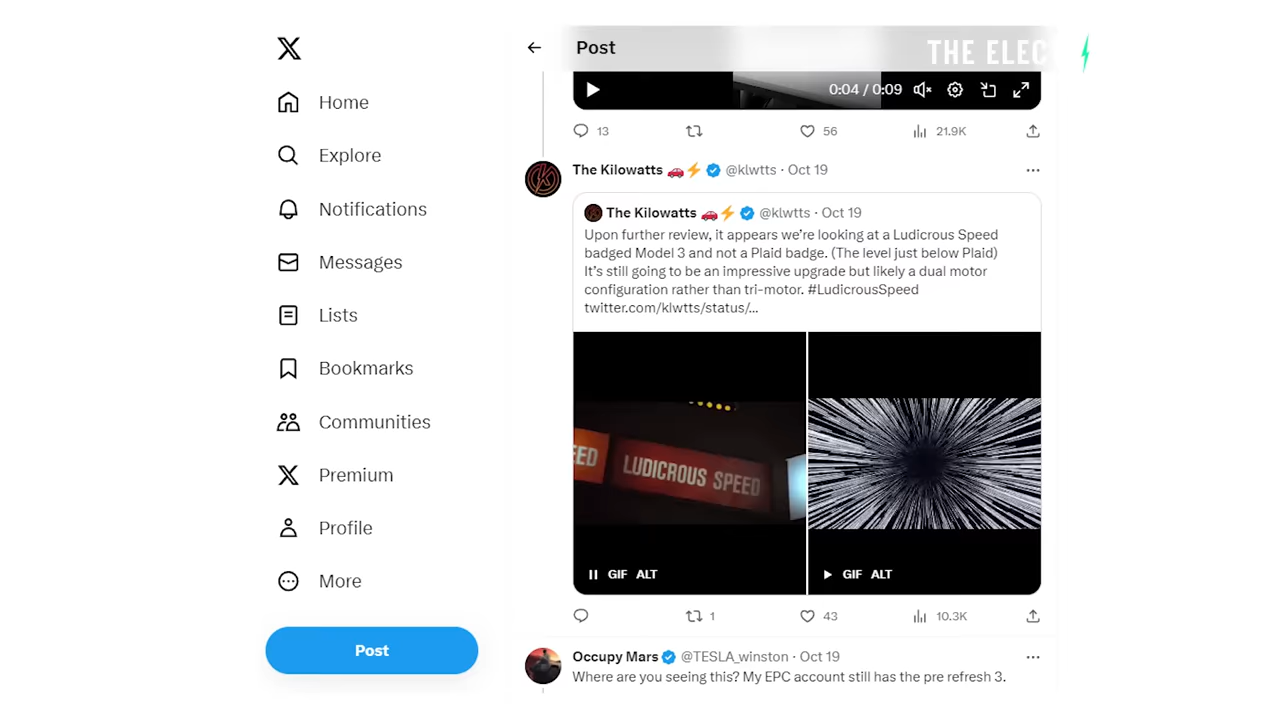 THE ELEC
Post
0:04 / 0:09
Home
Explore
Notifications
Messages
Lists
Bookmarks
Communities
Premium
Profile
More
Post
13
56
21.9K
The Kilowatts 🚗⚡ @klwtts · Oct 19
The Kilowatts 🚗⚡ @klwtts · Oct 19
Upon further review, it appears we’re looking at a Ludicrous Speed
badged Model 3 and not a Plaid badge. (The level just below Plaid)
It’s still going to be an impressive upgrade but likely a dual motor
configuration rather than tri-motor. #LudicrousSpeed
twitter.com/klwtts/status/…
EED
LUDICROUS SPEED
GIF ALT
GIF ALT
1
43
10.3K
Occupy Mars @TESLA_winston · Oct 19
Where are you seeing this? My EPC account still has the pre refresh 3.